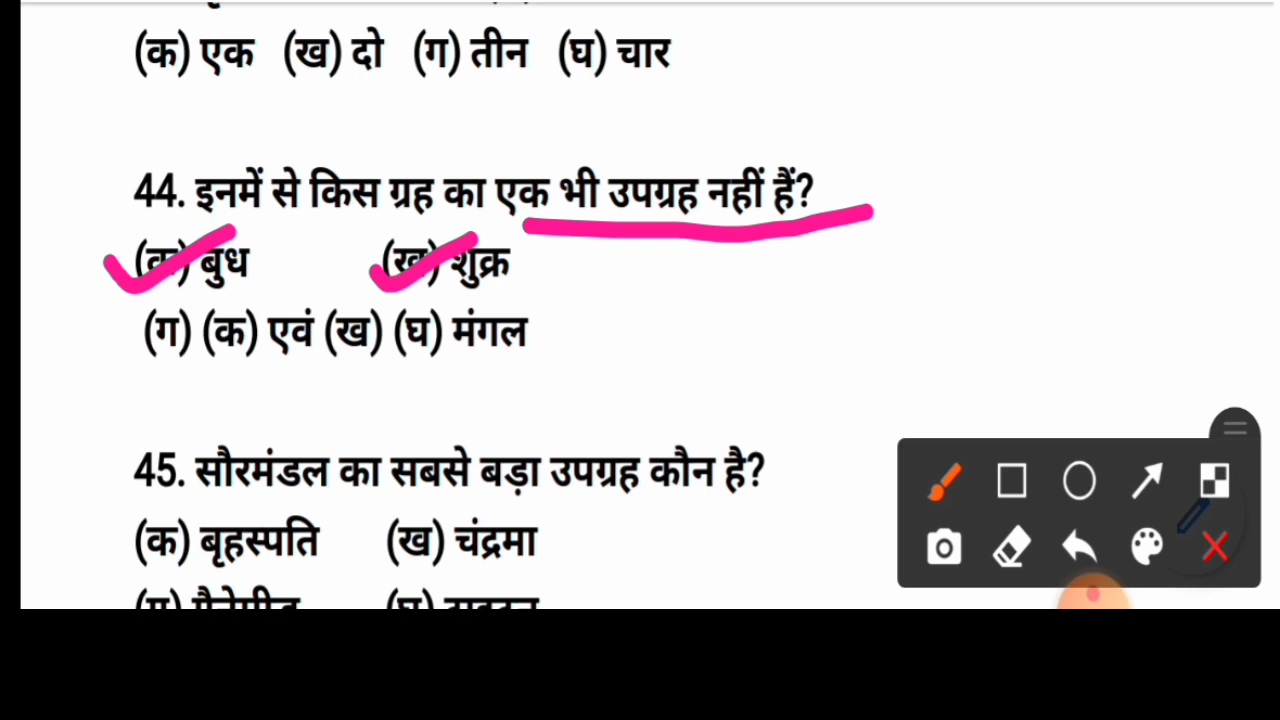 (क) एक (ख) दो (ग) तीन (घ) चार
44. इनमें से किस ग्रह का एक भी उपग्रह नहीं हैं?
(क) बुध (ख) शुक्र
(ग) (क) एवं (ख) (घ) मंगल
45. सौरमंडल का सबसे बड़ा उपग्रह कौन है?
(क) बृहस्पति (ख) चंद्रमा